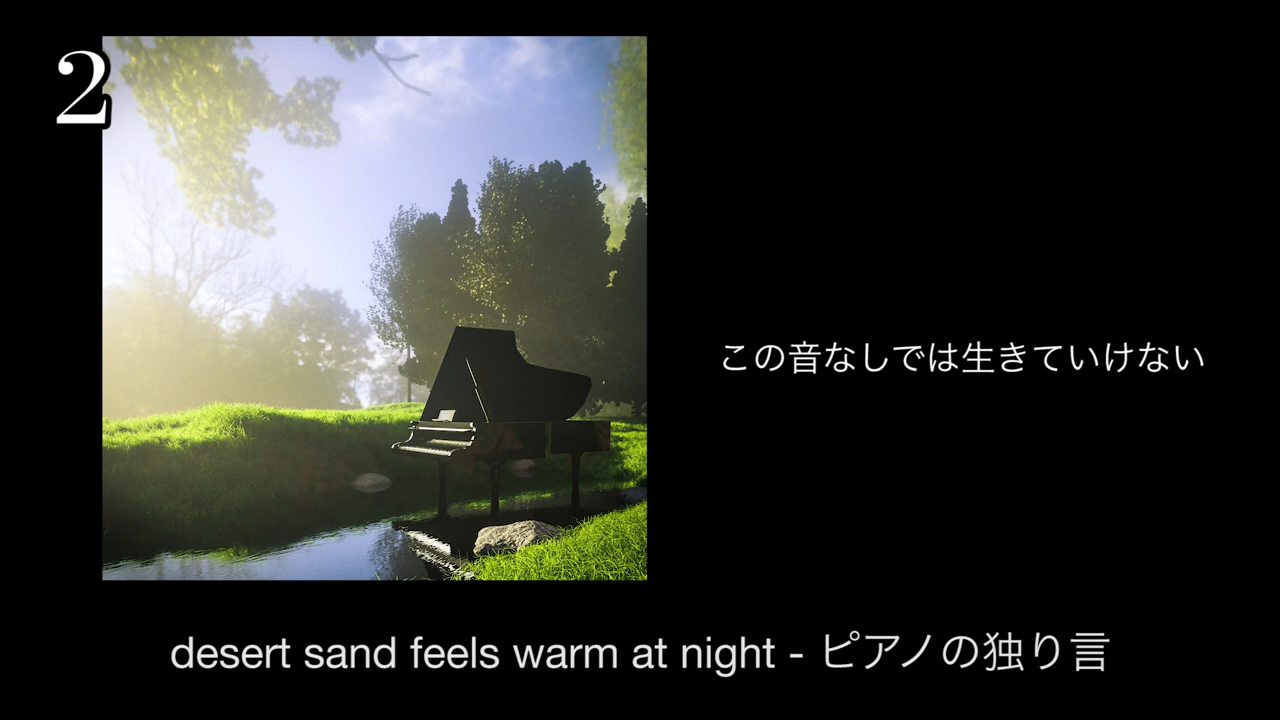 2
この音なしでは生きていけない
desert sand feels warm at night - ピアノの独り言